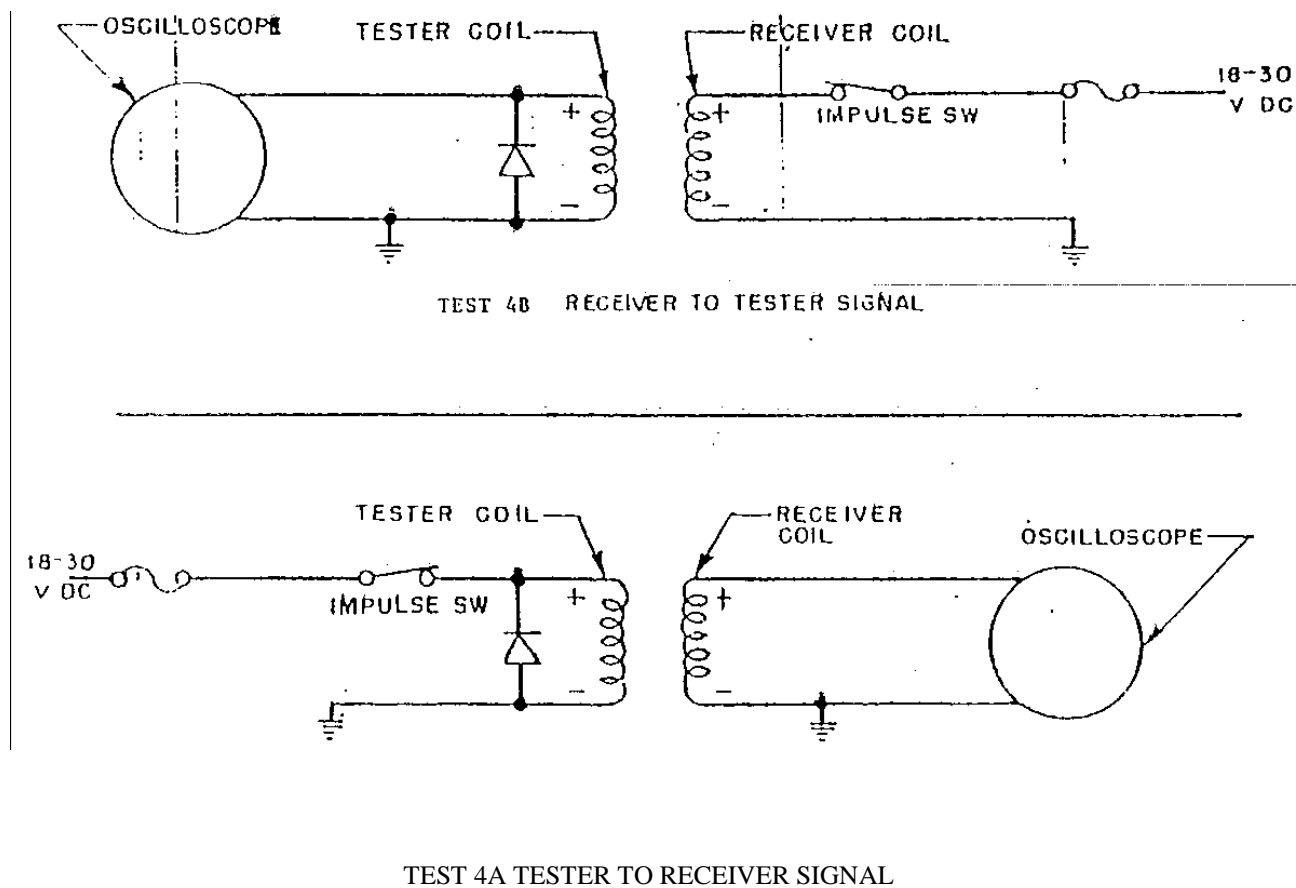 OSCILLOSCOPE
TESTER COIL
RECEIVER COIL
18-30
V DC
IMPULSE SW
+
+
-
-
TEST 4B RECEIVER TO TESTER SIGNAL
TESTER COIL
RECEIVER
COIL
OSCILLOSCOPE
18-30
V DC
IMPULSE SW
+
+
-
-
TEST 4A TESTER TO RECEIVER SIGNAL